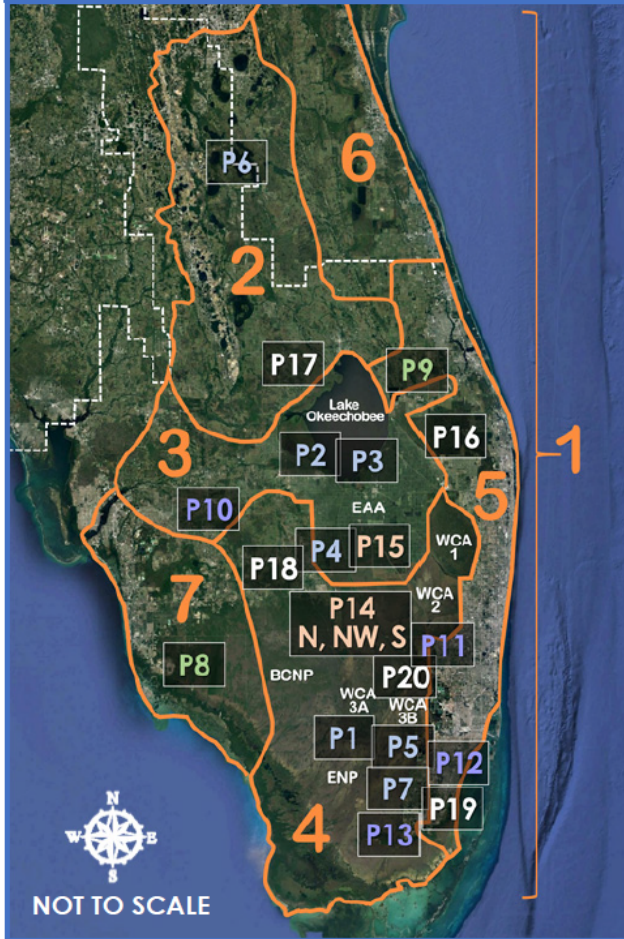 6
P6
2
P17
P9
Lake
Okeechobee
P16
3
P2
P3
1
5
P10
EAA
P4
P15
WCA
1
P18
7
WCA
2
P14
N, NW, S
P11
P8
BCNP
P20
WCA
3A
WCA
3B
P1
P5
P12
ENP
P7
P19
4
P13
N
W
E
S
NOT TO SCALE